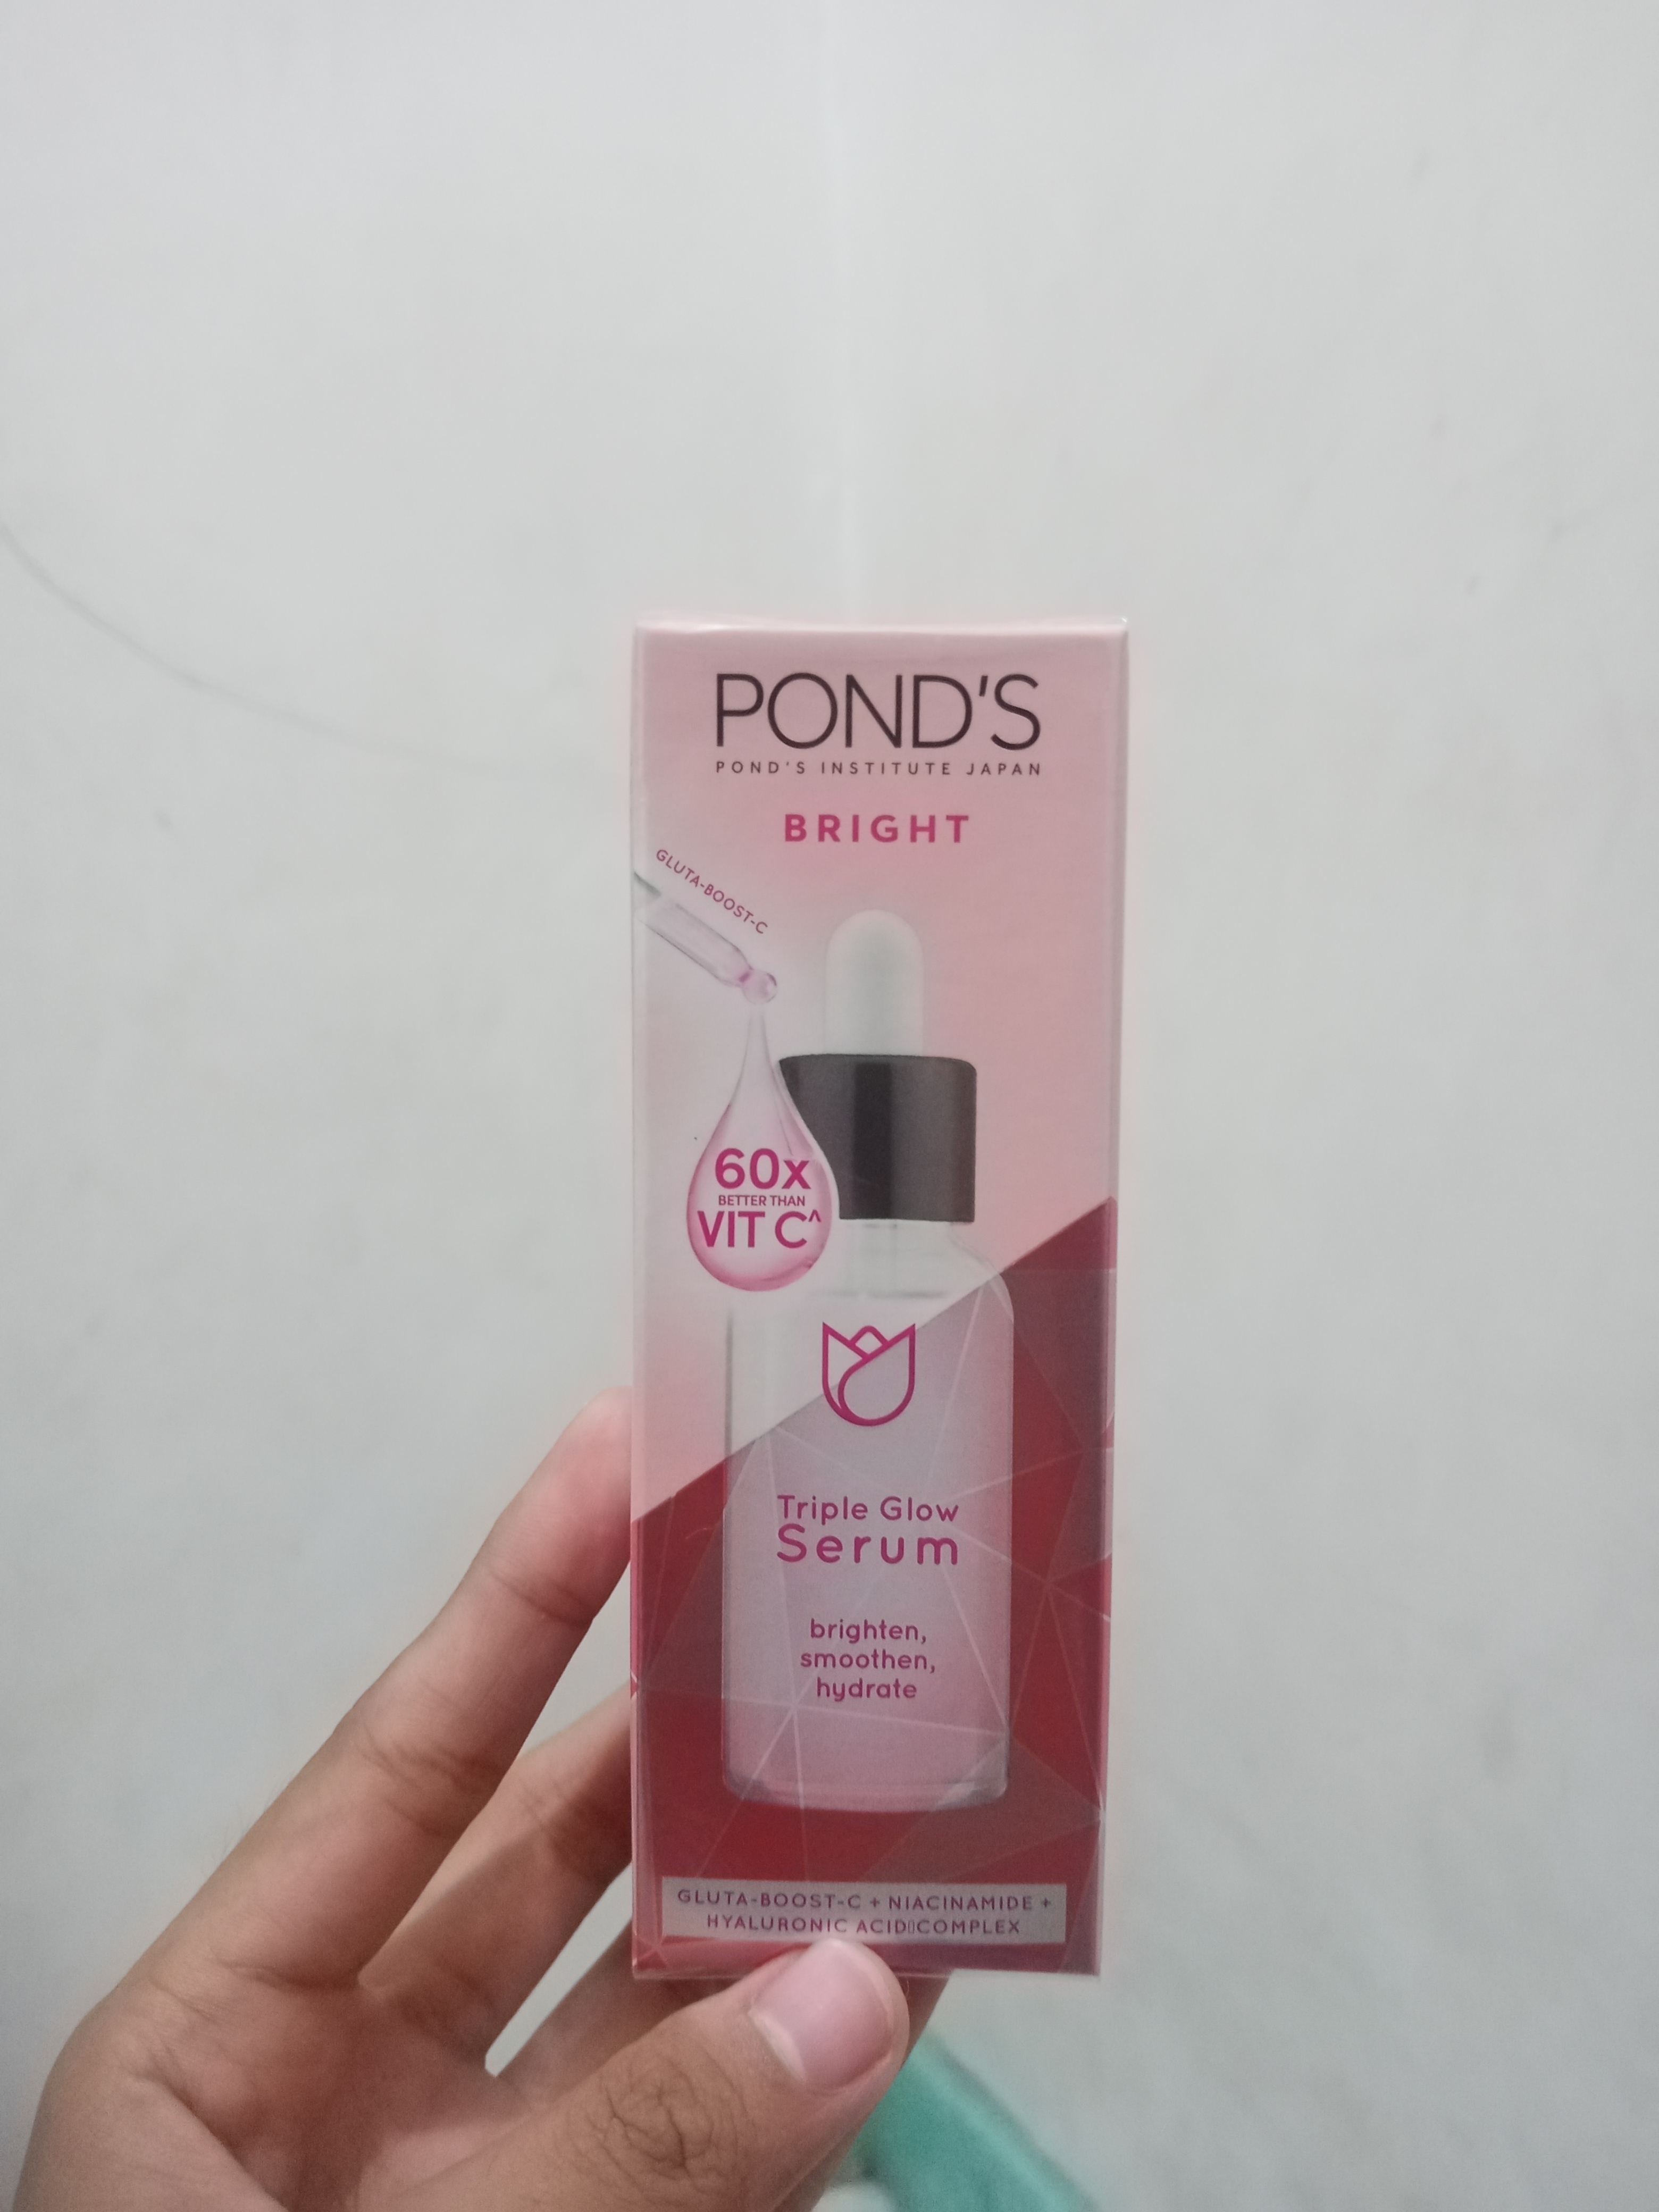 POND'S
POND'S INSTITUTE JAPAN
BRIGHT
GLUTA-BOOST-C
60x
BETTER THAN
VIT C^
Triple Glow
Serum
brighten,
smoothen,
hydrate
GLUTA-BOOST-C + NIACINAMIDE +
HYALURONIC ACID▯COMPLEX